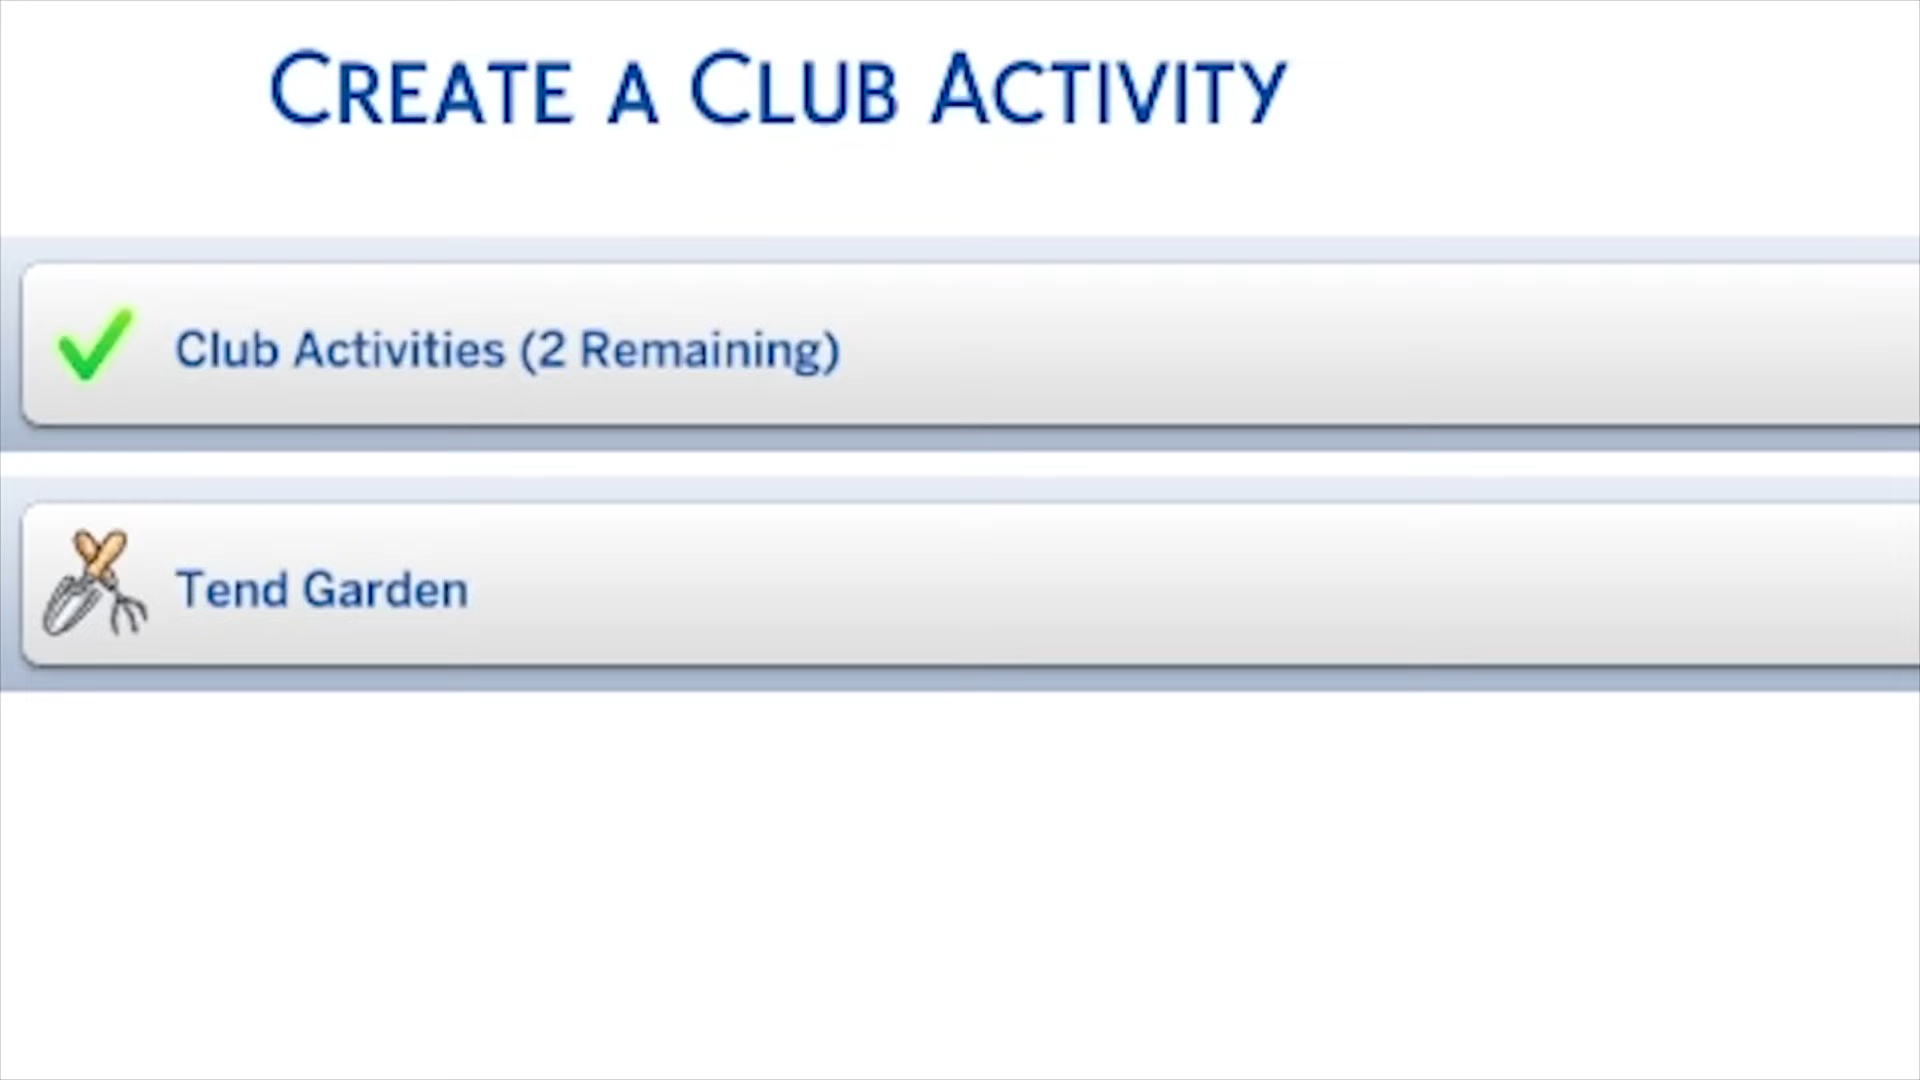 CREATE A CLUB ACTIVITY
Club Activities (2 Remaining)
Tend Garden